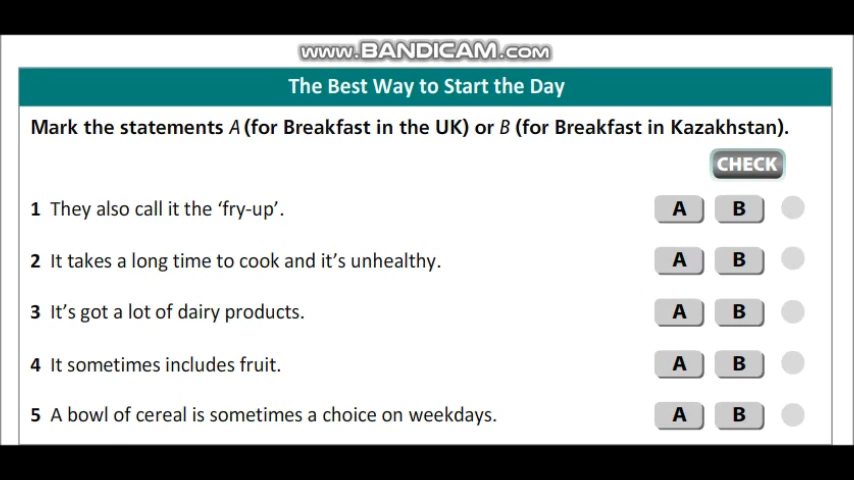 www.BANDICAM.com
The Best Way to Start the Day
Mark the statements A (for Breakfast in the UK) or B (for Breakfast in Kazakhstan).
CHECK
1 They also call it the ‘fry-up’. A B
2 It takes a long time to cook and it’s unhealthy. A B
3 It’s got a lot of dairy products. A B
4 It sometimes includes fruit. A B
5 A bowl of cereal is sometimes a choice on weekdays. A B